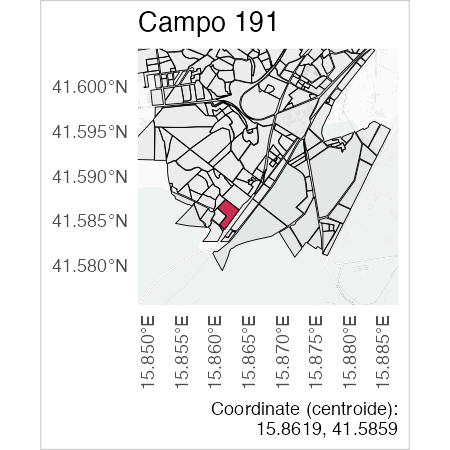 Campo 191
41.600°N
41.595°N
41.590°N
41.585°N
41.580°N
15.850°E
15.855°E
15.860°E
15.865°E
15.870°E
15.875°E
15.880°E
15.885°E
Coordinate (centroide):
15.8619, 41.5859